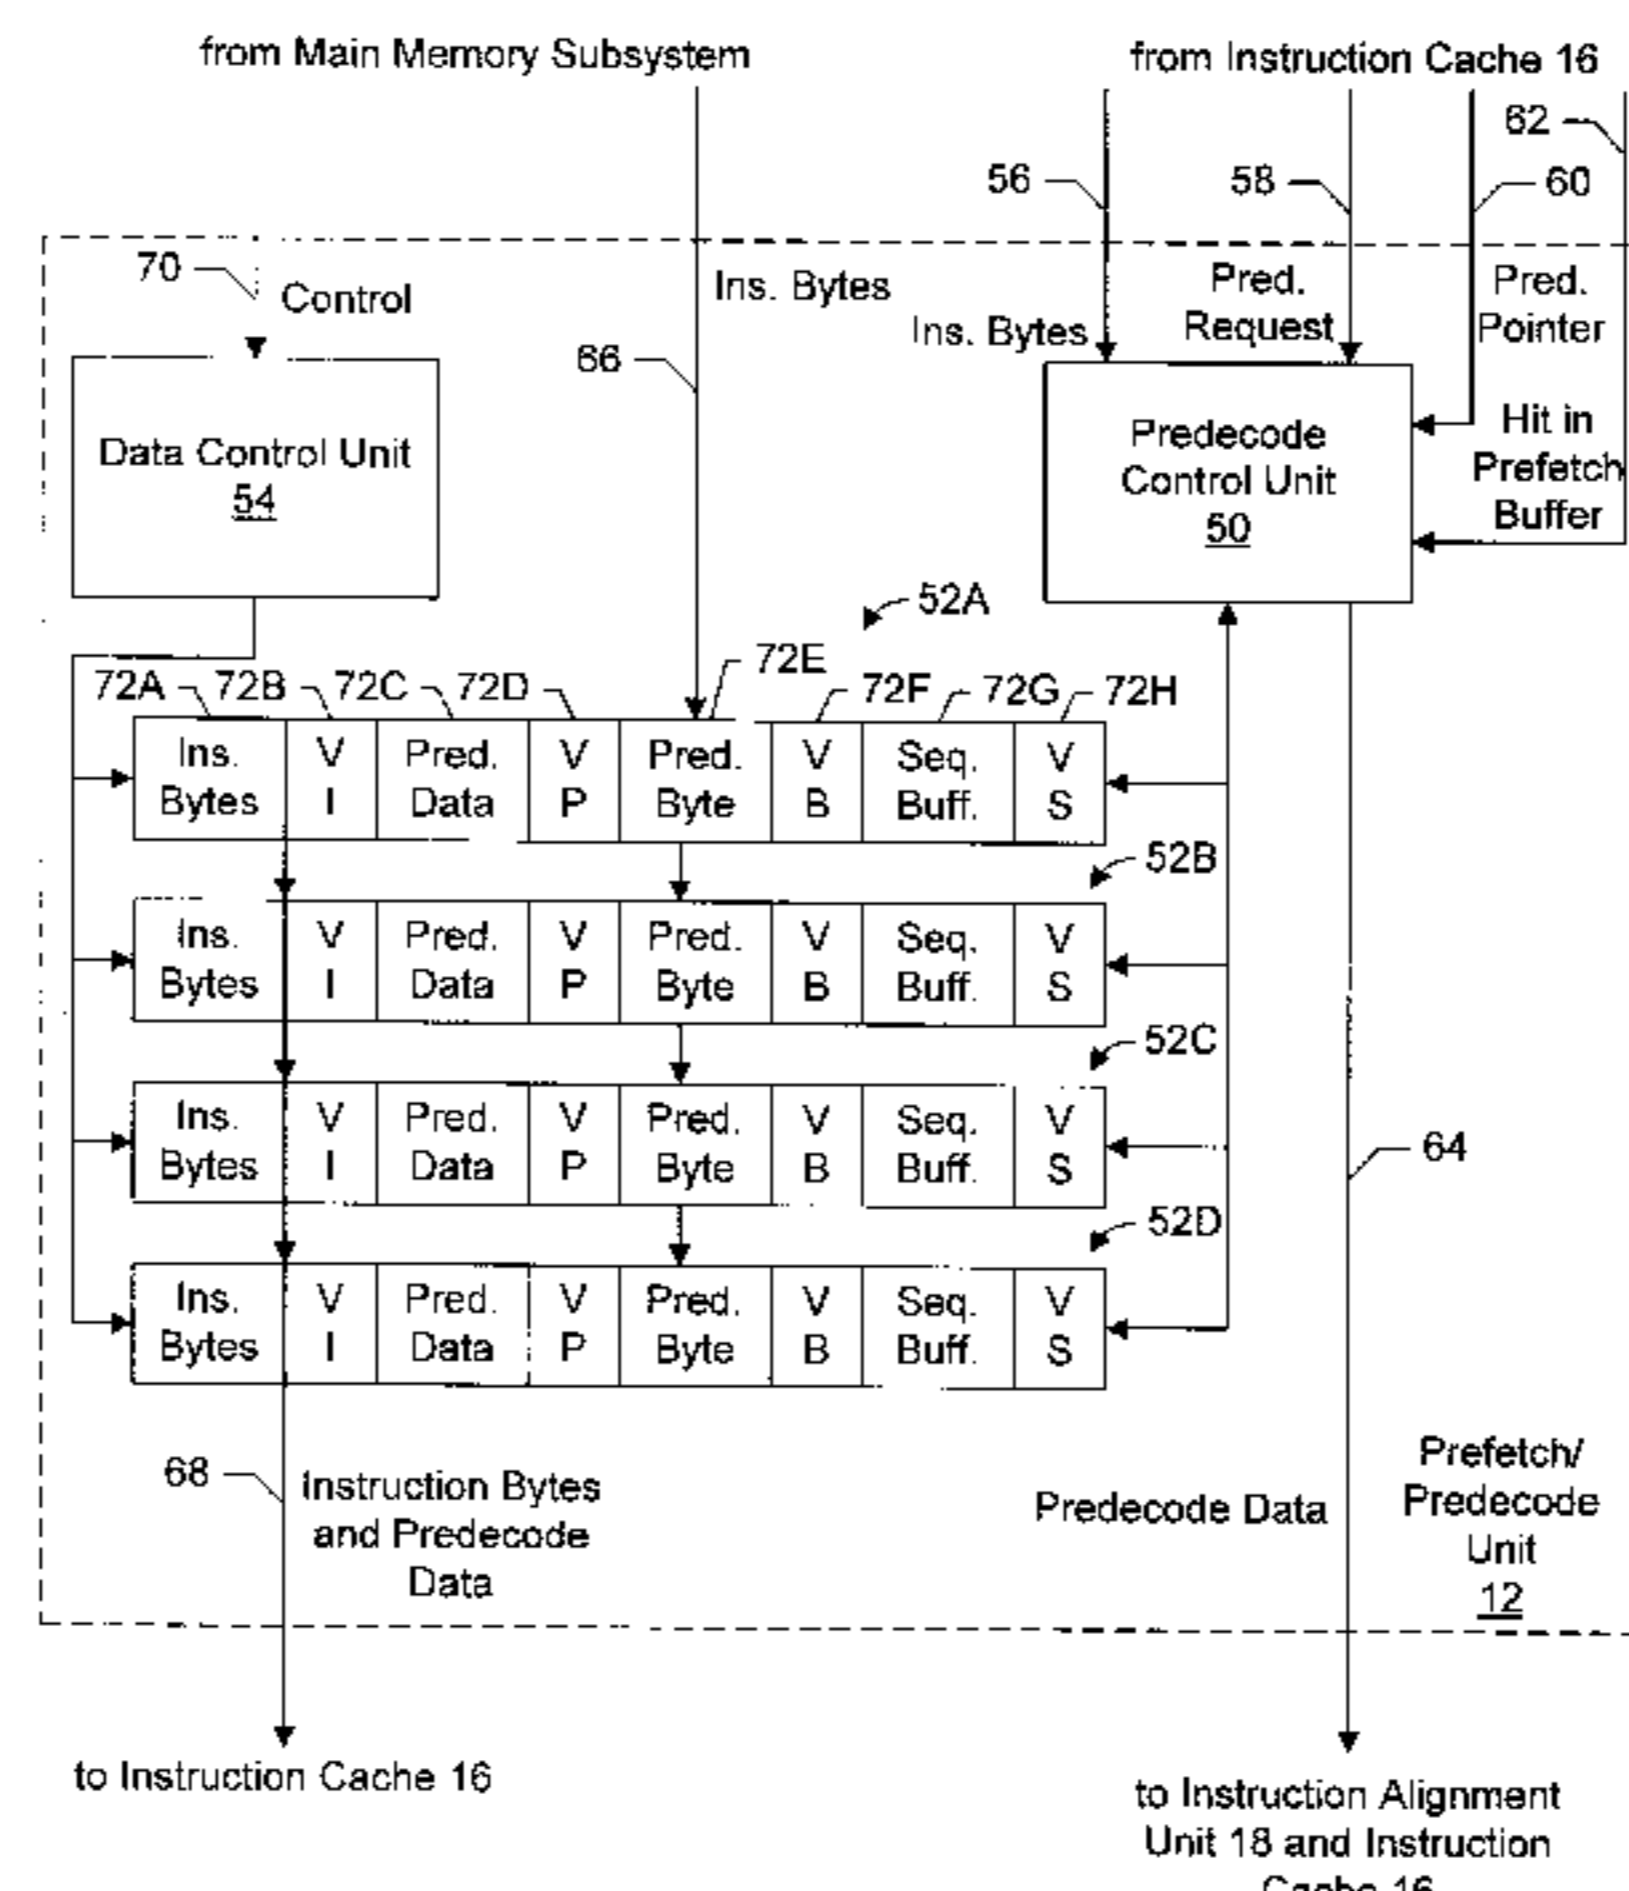 from Main Memory Subsystem
from Instruction Cache 16
62
56
58
60
70
Control
Ins. Bytes
Pred.
Request
Pred.
Pointer
Ins. Bytes
66
Data Control Unit
54
Predecode
Control Unit
50
Hit in
Prefetch
Buffer
52A
72A 72B 72C 72D 72E 72F 72G 72H
Ins. V Pred. V Pred. V Seq. V
Bytes I Data P Byte B Buff. S
52B
Ins. V Pred. V Pred. V Seq. V
Bytes I Data P Byte B Buff. S
52C
Ins. V Pred. V Pred. V Seq. V
Bytes I Data P Byte B Buff. S
64
52D
Ins. V Pred. V Pred. V Seq. V
Bytes I Data P Byte B Buff. S
68
Instruction Bytes
and Predecode
Data
Predecode Data
Prefetch/
Predecode
Unit
12
to Instruction Cache 16
to Instruction Alignment
Unit 18 and Instruction
Cache 16